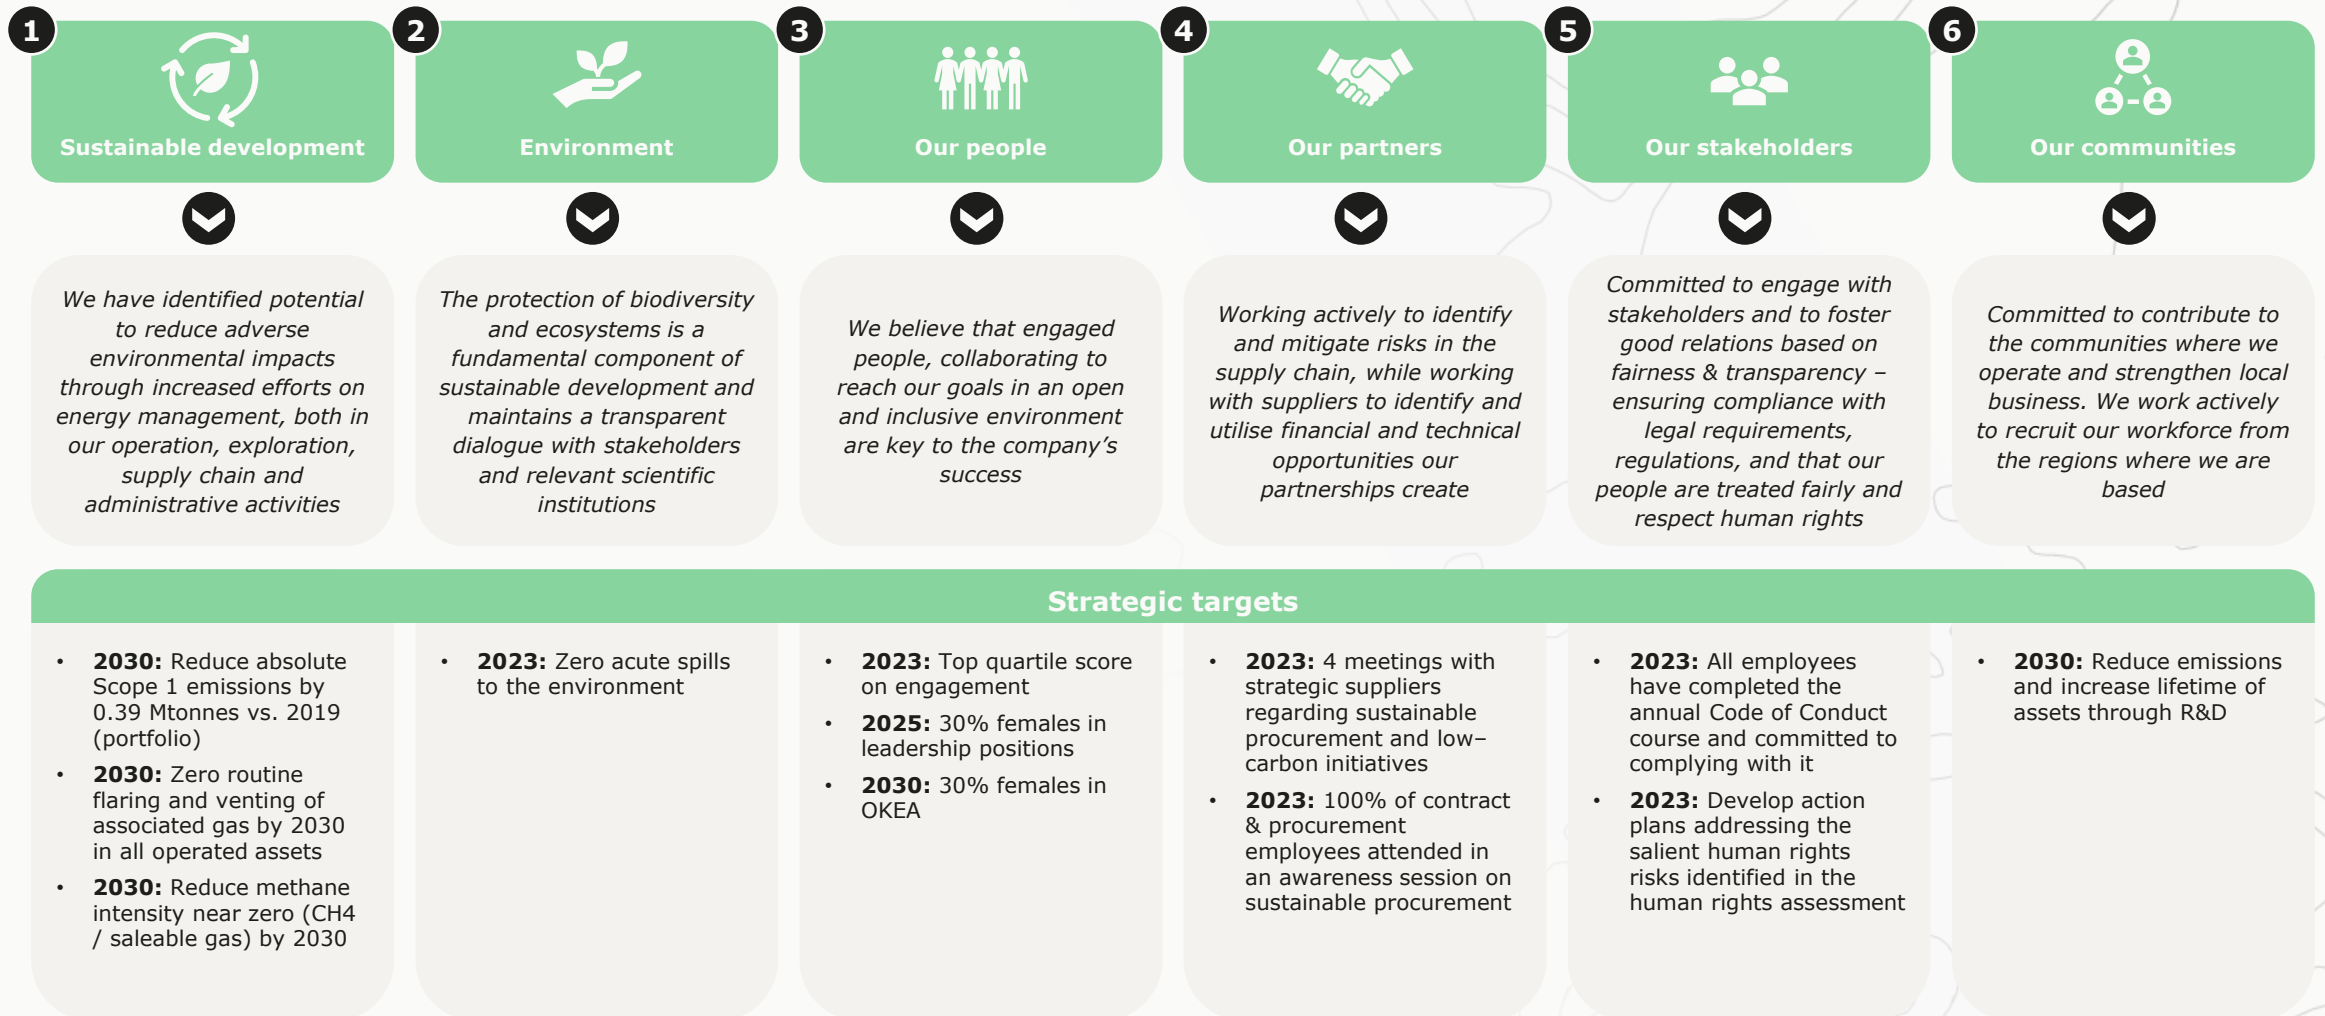 1
Sustainable development
2
Environment
3
Our people
4
Our partners
5
Our stakeholders
6
Our communities
We have identified potential
to reduce adverse
environmental impacts
through increased efforts on
energy management, both in
our operation, exploration,
supply chain and
administrative activities
The protection of biodiversity
and ecosystems is a
fundamental component of
sustainable development and
maintains a transparent
dialogue with stakeholders
and relevant scientific
institutions
We believe that engaged
people, collaborating to
reach our goals in an open
and inclusive environment
are key to the company's
success
Working actively to identify
and mitigate risks in the
supply chain, while working
with suppliers to identify and
utilise financial and technical
opportunities our
partnerships create
Committed to engage with
stakeholders and to foster
good relations based on
fairness & transparency –
ensuring compliance with
legal requirements,
regulations, and that our
people are treated fairly and
respect human rights
Committed to contribute to
the communities where we
operate and strengthen local
business. We work actively
to recruit our workforce from
the regions where we are
based
Strategic targets
• 2030: Reduce absolute
Scope 1 emissions by
0.39 Mtonnes vs. 2019
(portfolio)
• 2030: Zero routine
flaring and venting of
associated gas by 2030
in all operated assets
• 2030: Reduce methane
intensity near zero (CH4
/ saleable gas) by 2030
• 2023: Zero acute spills
to the environment
• 2023: Top quartile score
on engagement
• 2025: 30% females in
leadership positions
• 2030: 30% females in
OKEA
• 2023: 4 meetings with
strategic suppliers
regarding sustainable
procurement and low–
carbon initiatives
• 2023: 100% of contract
& procurement
employees attended in
an awareness session on
sustainable procurement
• 2023: All employees
have completed the
annual Code of Conduct
course and committed to
complying with it
• 2023: Develop action
plans addressing the
salient human rights
risks identified in the
human rights assessment
• 2030: Reduce emissions
and increase lifetime of
assets through R&D